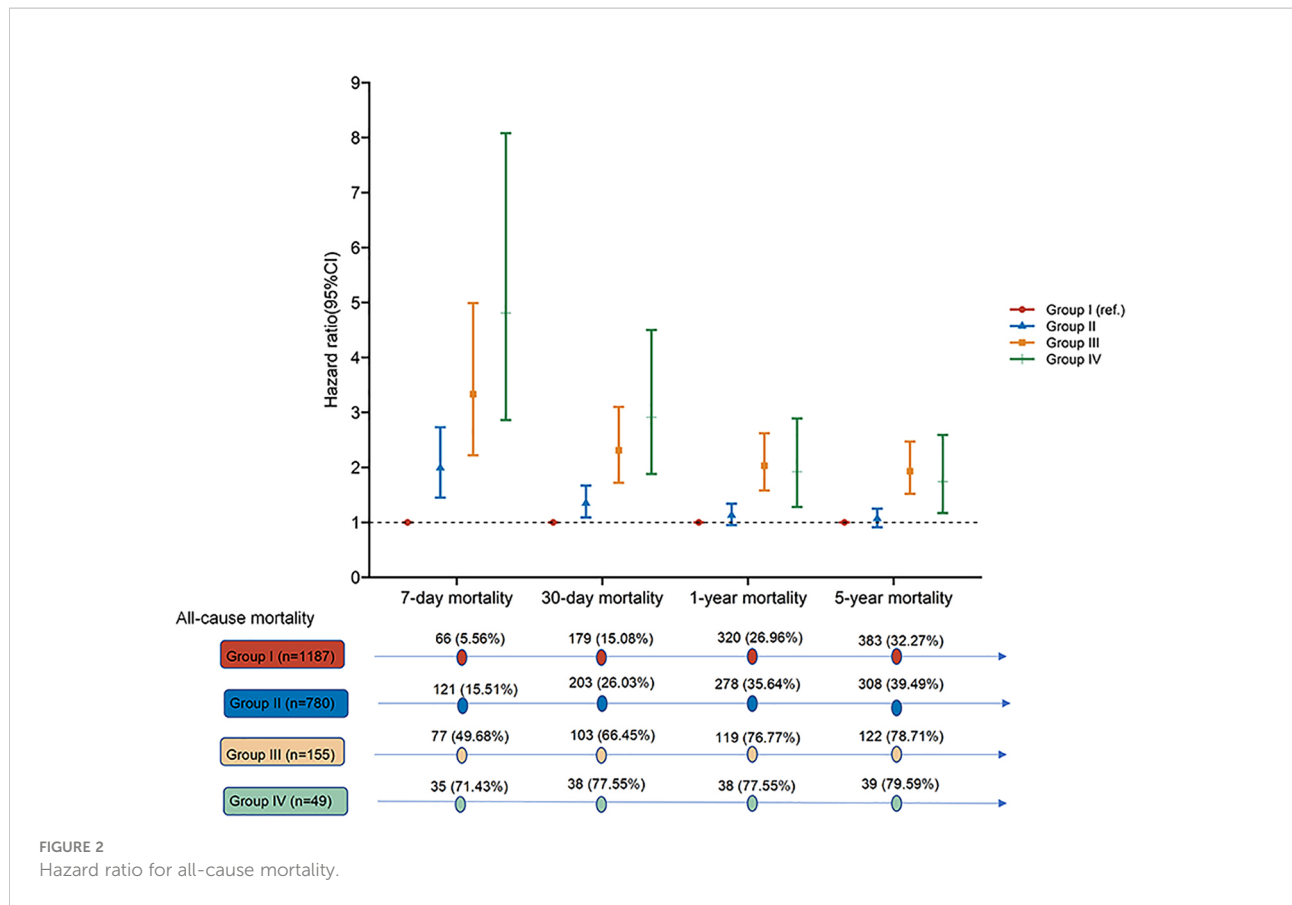 9
8
7
6
5
4
3
2
1
0
Hazard ratio(95%CI)
Group I (ref.)
Group II
Group III
Group IV
7-day mortality 30-day mortality 1-year mortality 5-year mortality
All-cause mortality
Group I (n=1187) 66 (5.56%) 179 (15.08%) 320 (26.96%) 383 (32.27%)
Group II (n=780) 121 (15.51%) 203 (26.03%) 278 (35.64%) 308 (39.49%)
Group III (n=155) 77 (49.68%) 103 (66.45%) 119 (76.77%) 122 (78.71%)
Group IV (n=49) 35 (71.43%) 38 (77.55%) 38 (77.55%) 39 (79.59%)
FIGURE 2
Hazard ratio for all-cause mortality.